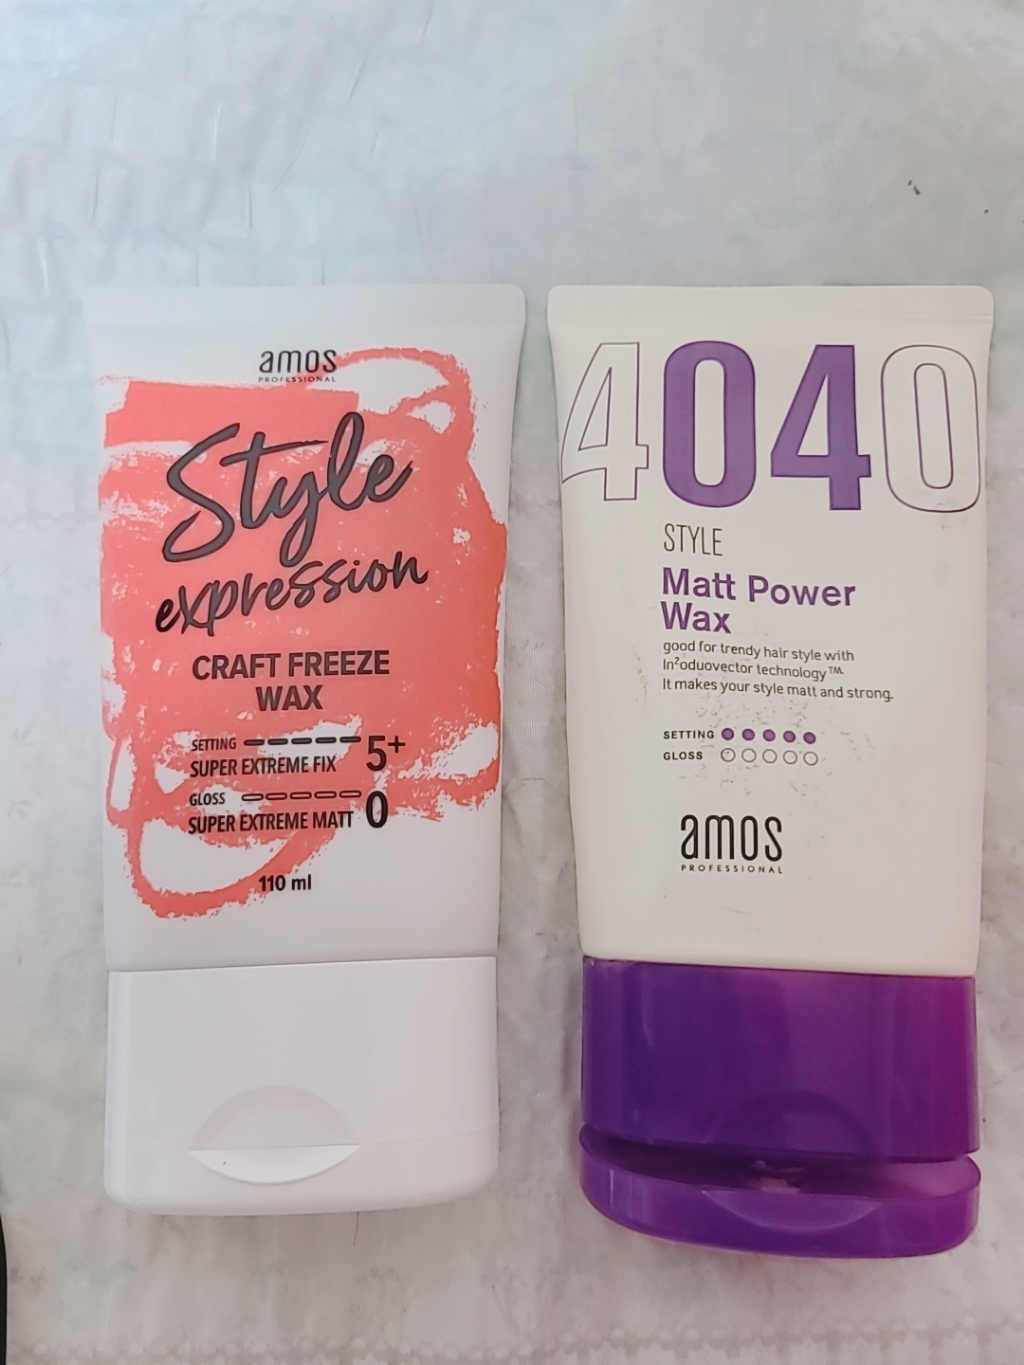 amos
PROFESSIONAL
Style
expression
CRAFT FREEZE
WAX
SETTING
SUPER EXTREME FIX 5+
GLOSS
SUPER EXTREME MATT 0
110 ml
4040
STYLE
Matt Power
Wax
good for trendy hair style with
In²oduovector technology™
It makes your style matt and strong.
SETTING
GLOSS
amos
PROFESSIONAL